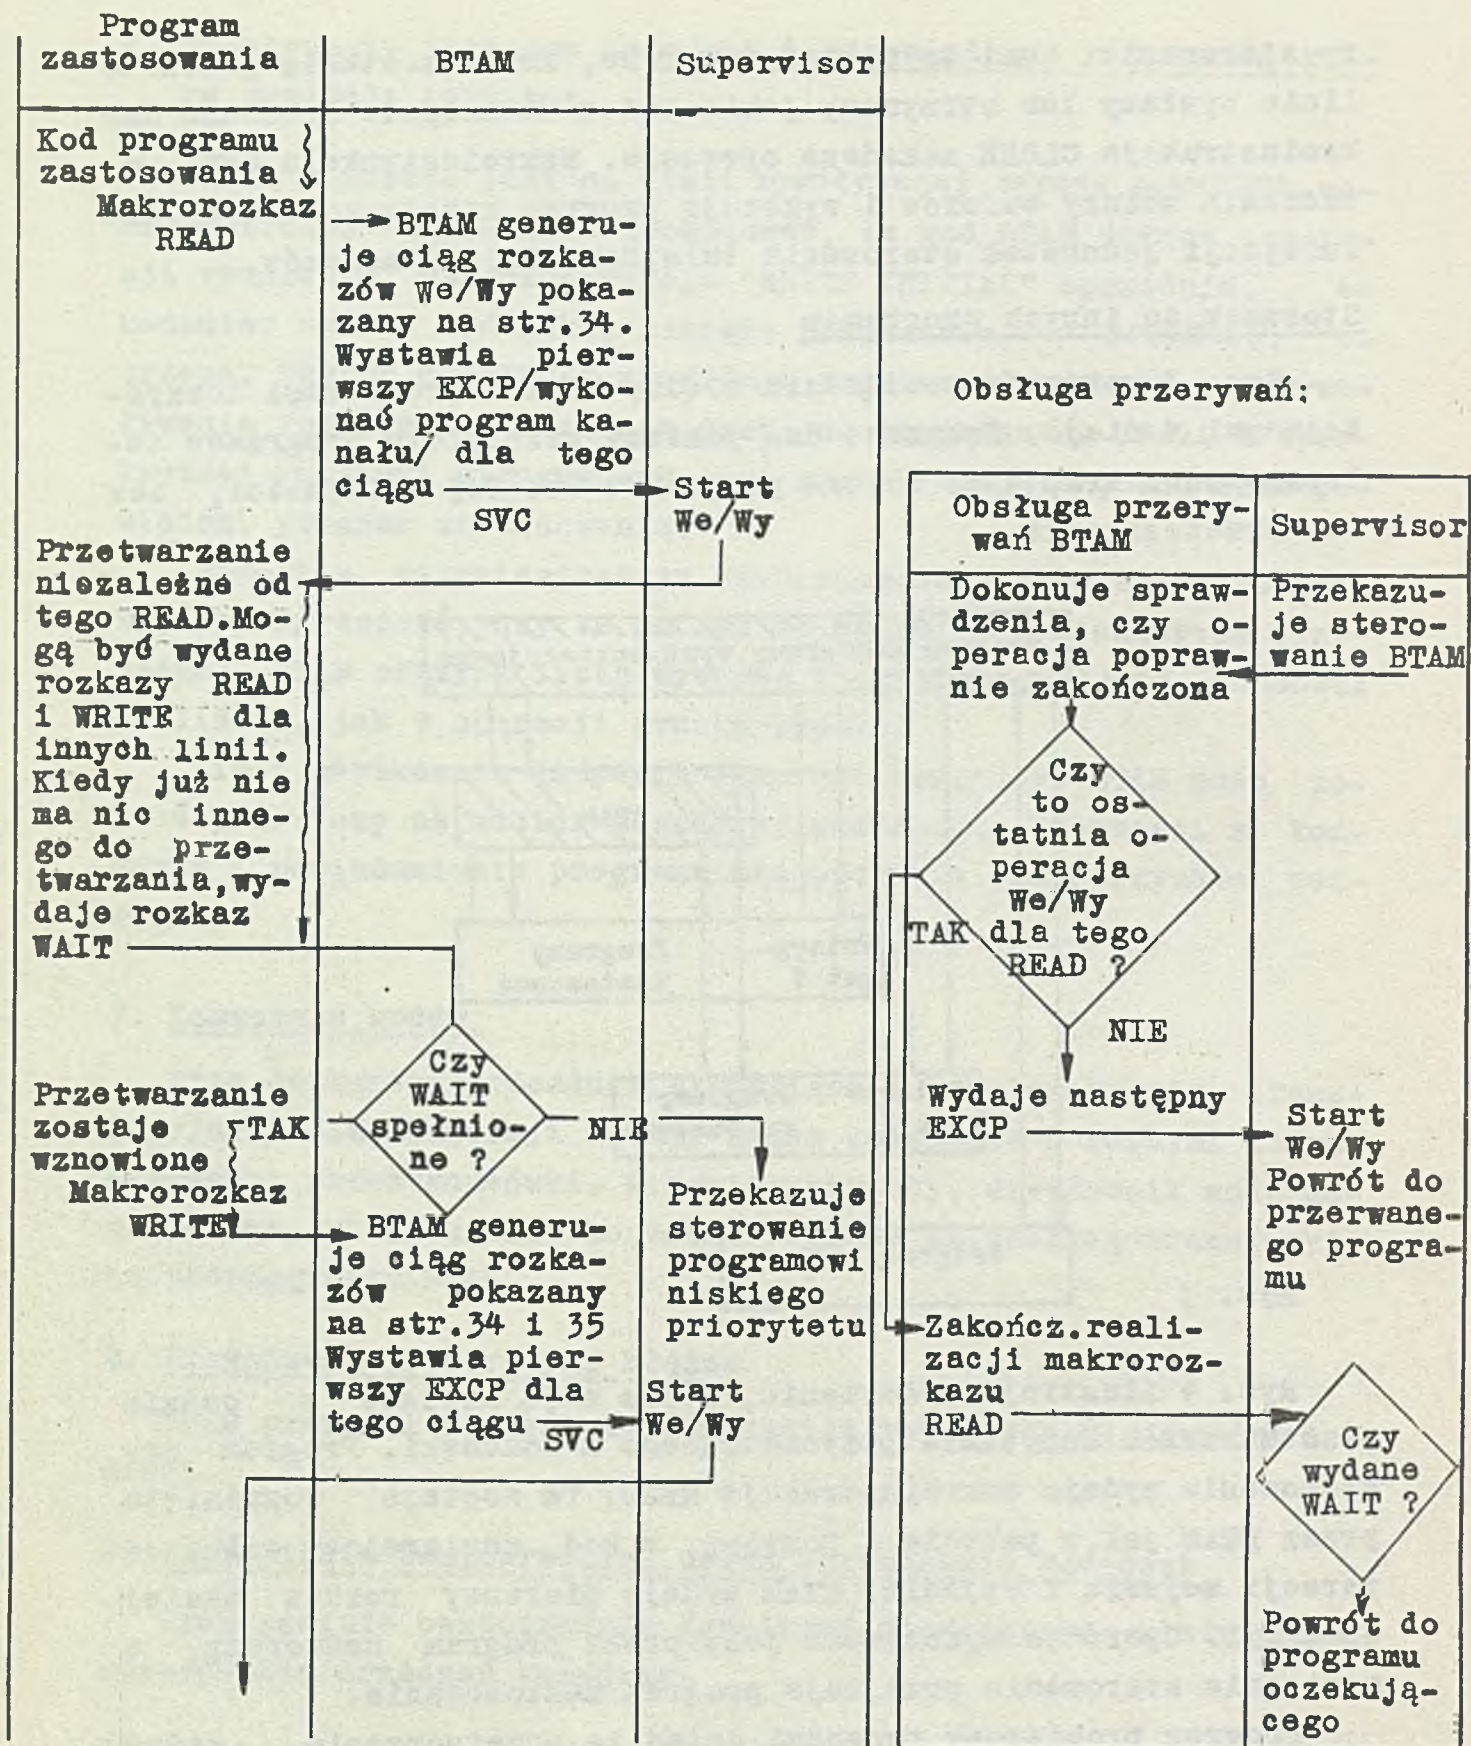 Program
zastosowania
BTAM
Supervisor
Kod programu
zastosowania
Makrorozkaz
READ
BTAM generu-
je ciąg rozka-
zów We/Wy poka-
zany na str.34.
Wystawia pier-
wszy EXCP/wyko-
nać program ka-
nału/ dla tego
ciągu
SVC
Start
We/Wy
Przetwarzanie
niezależne od
tego READ.Mo-
gą być wydane
rozkazy READ
i WRITE dla
innych linii.
Kiedy już nie
ma nic inne-
go do prze-
twarzania,wy-
daje rozkaz
WAIT
Czy
WAIT
spełnio-
ne ?
TAK
NIE
Przetwarzanie
zostaje
wznowione
Makrorozkaz
WRITE
BTAM generu-
je ciąg rozka-
zów pokazany
na str.34 i 35
Wystawia pier-
wszy EXCP dla
tego ciągu
SVC
Przekazuje
sterowanie
programowi
niskiego
priorytetu
Start
We/Wy
Obsługa przerywań:
Obsługa przery-
wań BTAM
Supervisor
Dokonuje spraw-
dzenia, czy o-
peracja popraw-
nie zakończona
Przekazu-
je stero-
wanie BTAM
Czy
to os-
tatnia o-
peracja
We/Wy
dla tego
READ ?
TAK
NIE
Wydaje następny
EXCP
Start
We/Wy
Powrót do
przerwane-
go progra-
mu
Zakończ.reali-
zacji makroroz-
kazu
READ
Czy
wydane
WAIT ?
Powrót do
programu
oczekują-
cego